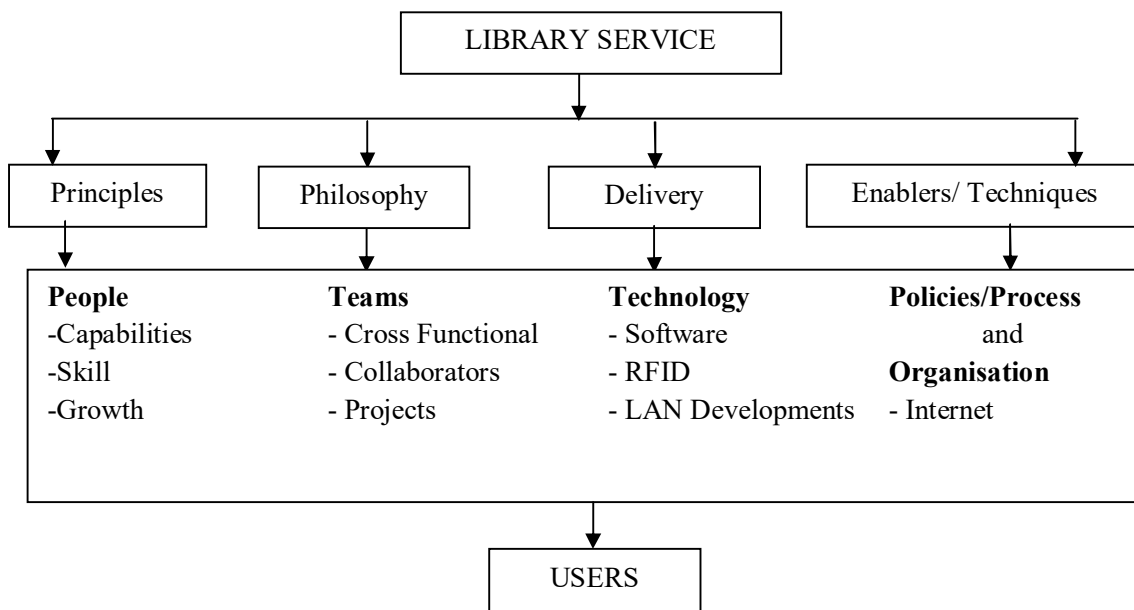 LIBRARY SERVICE
Principles
Philosophy
Delivery
Enablers/ Techniques
People
-Capabilities
-Skill
-Growth
Teams
- Cross Functional
- Collaborators
- Projects
Technology
- Software
- RFID
- LAN Developments
Policies/Process
and
Organisation
- Internet
USERS